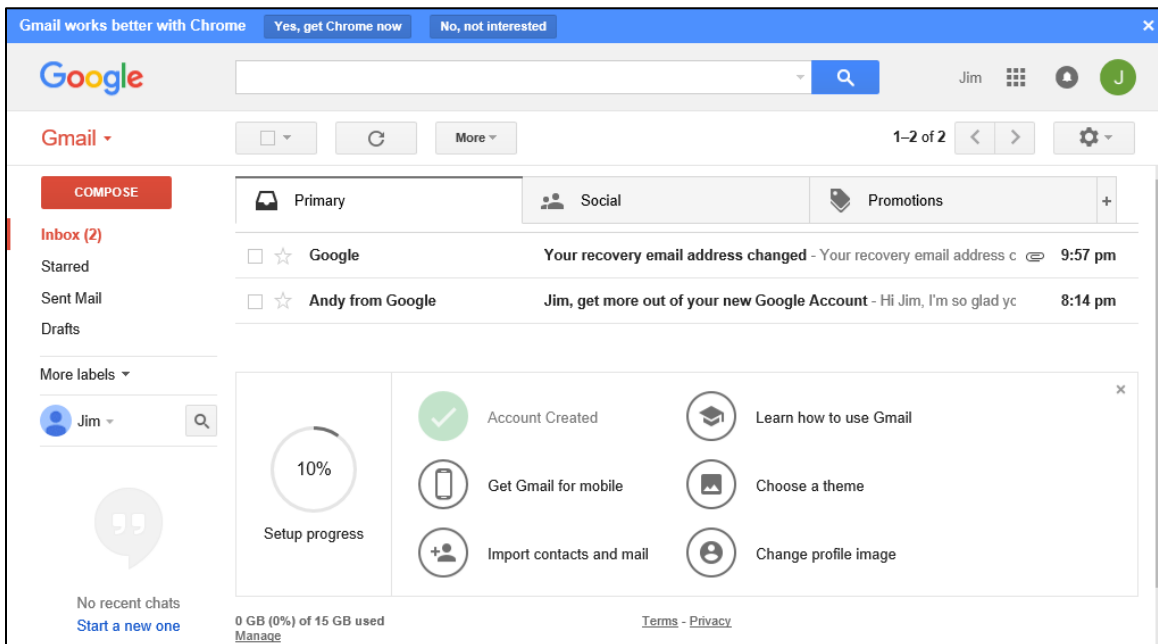 Gmail works better with Chrome Yes, get Chrome now No, not interested ×
Google
Jim J
Gmail
More 1–2 of 2
COMPOSE
Primary Social Promotions +
Inbox (2)
Starred
Sent Mail
Drafts
More labels
Jim
Google Your recovery email address changed - Your recovery email address c 9:57 pm
Andy from Google Jim, get more out of your new Google Account - Hi Jim, I'm so glad yc 8:14 pm
×
10%
Setup progress
Account Created Learn how to use Gmail
Get Gmail for mobile Choose a theme
Import contacts and mail Change profile image
No recent chats
Start a new one
0 GB (0%) of 15 GB used
Manage
Terms - Privacy